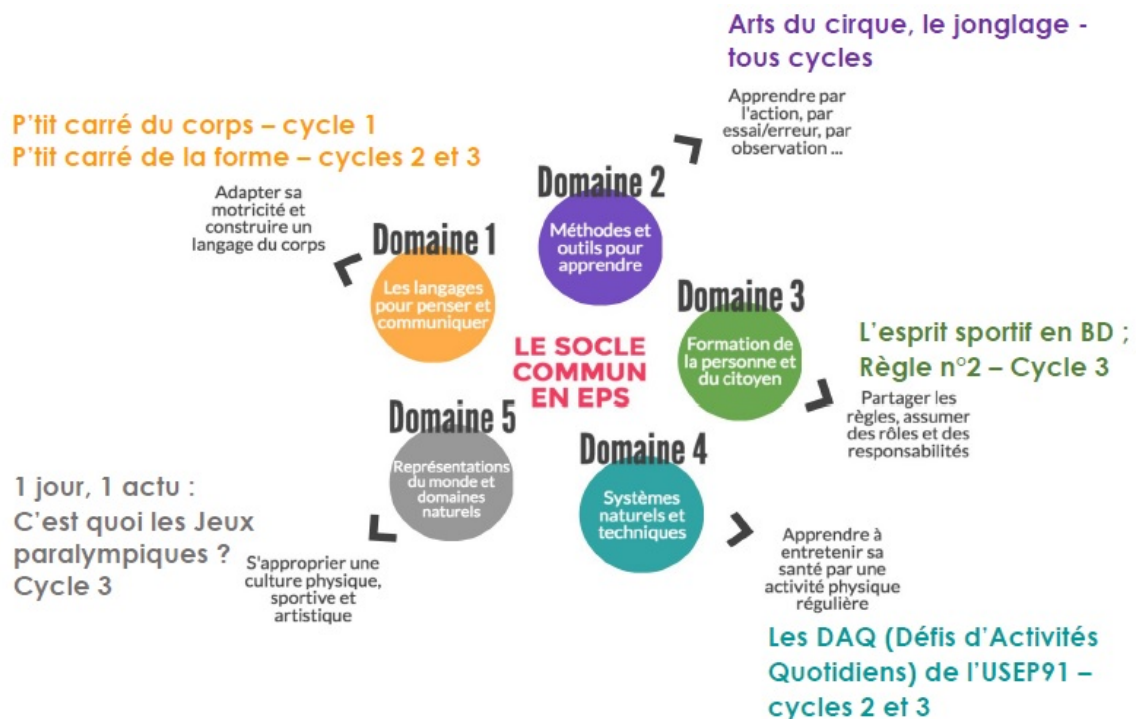 Arts du cirque, le jonglage -
tous cycles
Apprendre par
l'action, par
essai/erreur, par
observation ...
P'tit carré du corps – cycle 1
P'tit carré de la forme – cycles 2 et 3
Adapter sa
motricité et
construire un
langage du corps
Domaine 1
Les langages
pour penser et
communiquer
Domaine 2
Méthodes et
outils pour
apprendre
Domaine 3
Formation de
la personne et
du citoyen
L'esprit sportif en BD ;
Règle n°2 – Cycle 3
Partager les
règles, assumer
des rôles et des
responsabilités
LE SOCLE
COMMUN
EN EPS
Domaine 5
Représentations
du monde et
domaines
naturels
Domaine 4
Systèmes
naturels et
techniques
1 jour, 1 actu :
C'est quoi les Jeux
paralympiques ?
Cycle 3
S'approprier une
culture physique,
sportive et
artistique
Apprendre à
entretenir sa
santé par une
activité physique
régulière
Les DAQ (Défis d'Activités
Quotidiens) de l'USEP91 –
cycles 2 et 3